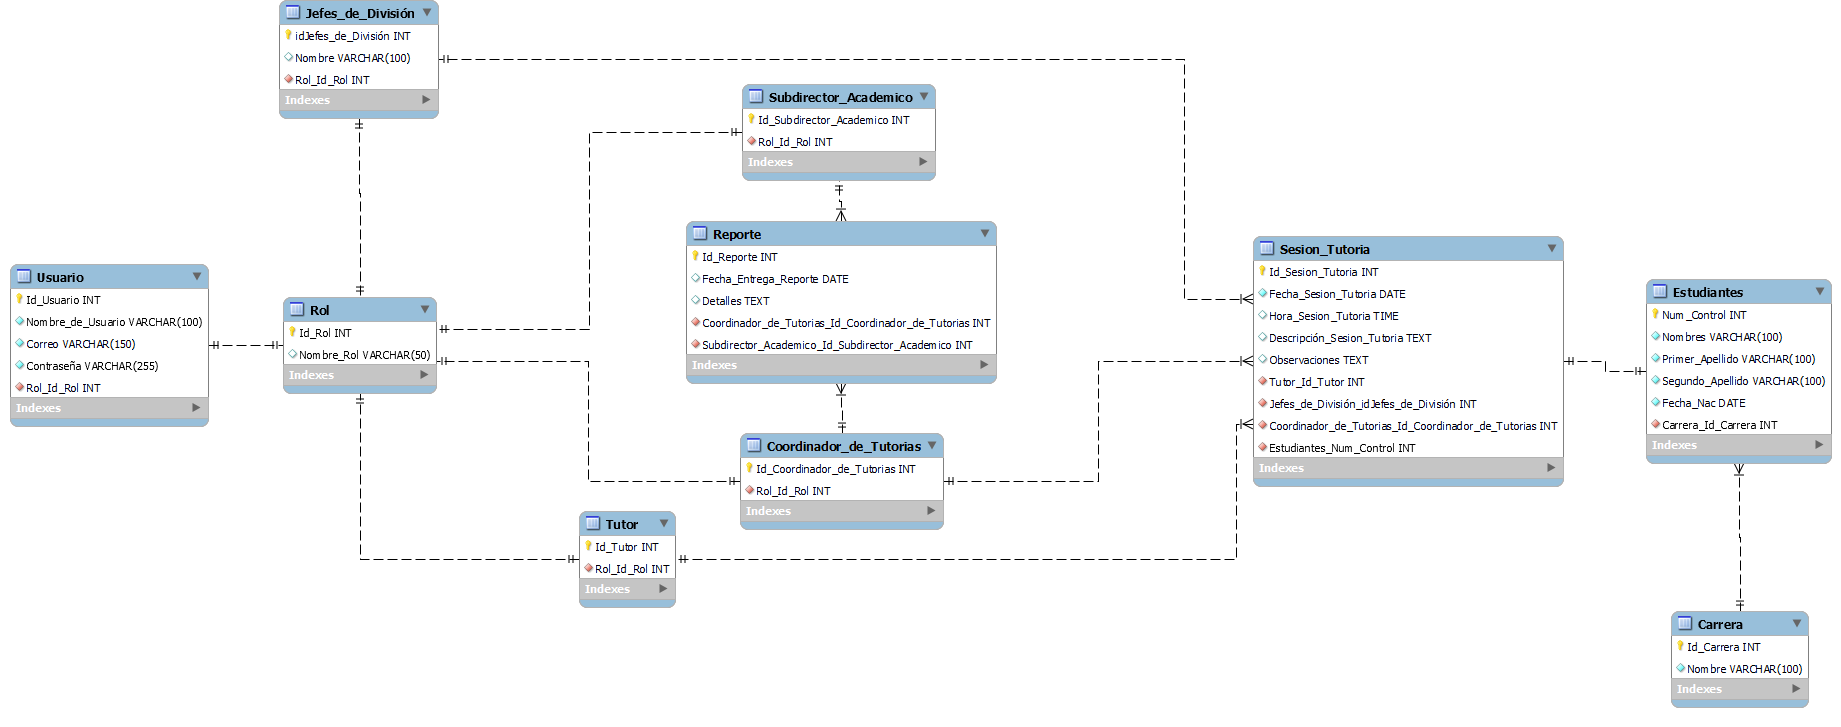 Jefes_de_División
idJefes_de_División INT
Nombre VARCHAR(100)
Rol_Id_Rol INT
Indexes
Subdirector_Academico
Id_Subdirector_Academico INT
Rol_Id_Rol INT
Indexes
Reporte
Id_Reporte INT
Fecha_Entrega_Reporte DATE
Detalles TEXT
Coordinador_de_Tutorias_Id_Coordinador_de_Tutorias INT
Subdirector_Academico_Id_Subdirector_Academico INT
Indexes
Usuario
Id_Usuario INT
Nombre_de_Usuario VARCHAR(100)
Correo VARCHAR(150)
Contraseña VARCHAR(255)
Rol_Id_Rol INT
Indexes
Rol
Id_Rol INT
Nombre_Rol VARCHAR(50)
Indexes
Coordinador_de_Tutorias
Id_Coordinador_de_Tutorias INT
Rol_Id_Rol INT
Indexes
Tutor
Id_Tutor INT
Rol_Id_Rol INT
Indexes
Sesion_Tutoria
Id_Sesion_Tutoria INT
Fecha_Sesion_Tutoria DATE
Hora_Sesion_Tutoria TIME
Descripción_Sesion_Tutoria TEXT
Observaciones TEXT
Tutor_Id_Tutor INT
Jefes_de_División_idJefes_de_División INT
Coordinador_de_Tutorias_Id_Coordinador_de_Tutorias INT
Estudiantes_Num_Control INT
Indexes
Estudiantes
Num_Control INT
Nombres VARCHAR(100)
Primer_Apellido VARCHAR(100)
Segundo_Apellido VARCHAR(100)
Fecha_Nac DATE
Carrera_Id_Carrera INT
Indexes
Carrera
Id_Carrera INT
Nombre VARCHAR(100)
Indexes